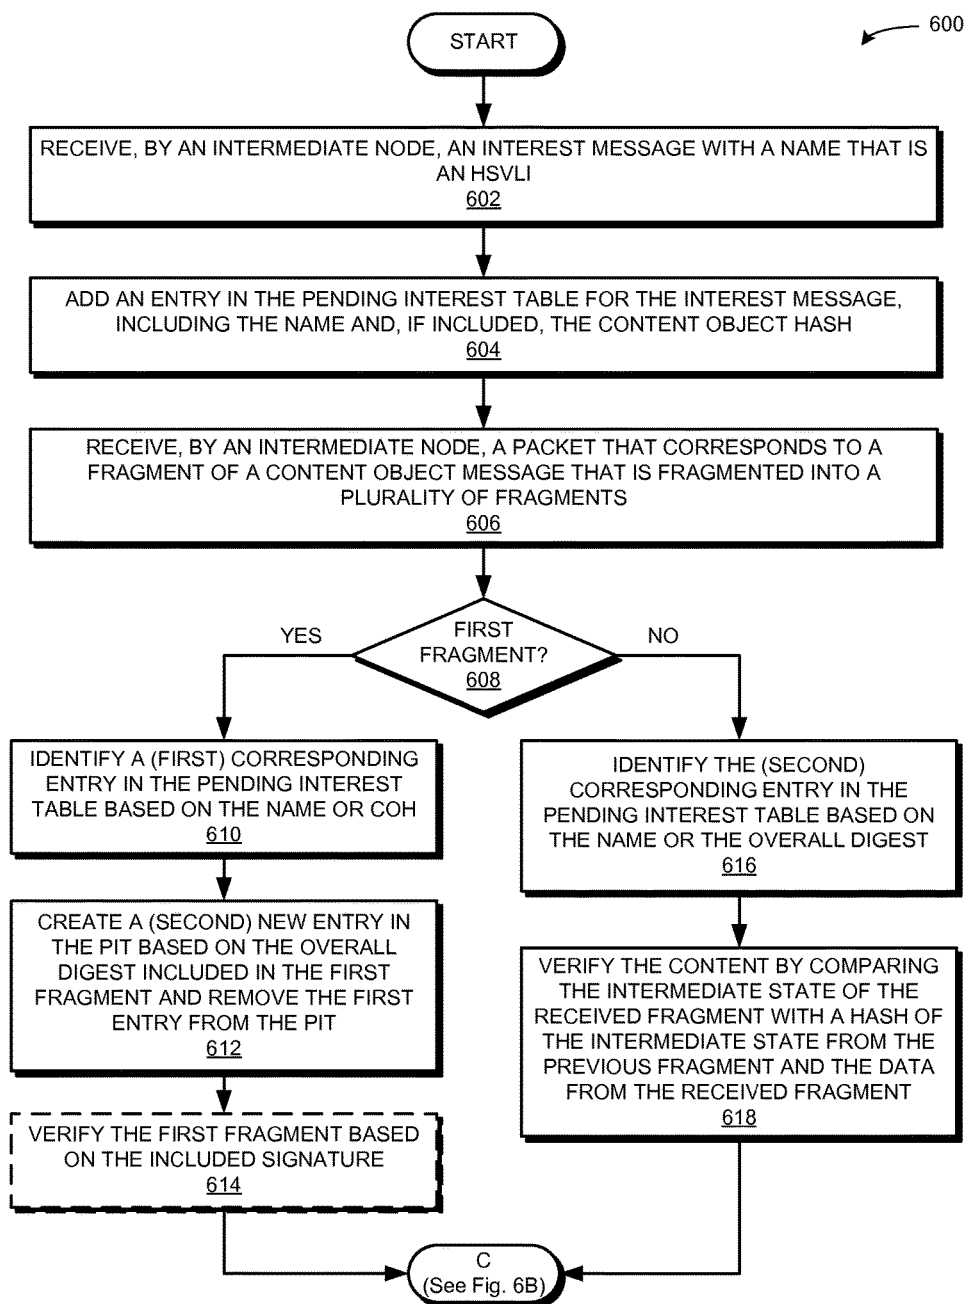 600
START
RECEIVE, BY AN INTERMEDIATE NODE, AN INTEREST MESSAGE WITH A NAME THAT IS
AN HSVLI
602
ADD AN ENTRY IN THE PENDING INTEREST TABLE FOR THE INTEREST MESSAGE,
INCLUDING THE NAME AND, IF INCLUDED, THE CONTENT OBJECT HASH
604
RECEIVE, BY AN INTERMEDIATE NODE, A PACKET THAT CORRESPONDS TO A
FRAGMENT OF A CONTENT OBJECT MESSAGE THAT IS FRAGMENTED INTO A
PLURALITY OF FRAGMENTS
606
FIRST
FRAGMENT?
608
YES
NO
IDENTIFY A (FIRST) CORRESPONDING
ENTRY IN THE PENDING INTEREST
TABLE BASED ON THE NAME OR COH
610
CREATE A (SECOND) NEW ENTRY IN
THE PIT BASED ON THE OVERALL
DIGEST INCLUDED IN THE FIRST
FRAGMENT AND REMOVE THE FIRST
ENTRY FROM THE PIT
612
VERIFY THE FIRST FRAGMENT BASED
ON THE INCLUDED SIGNATURE
614
IDENTIFY THE (SECOND)
CORRESPONDING ENTRY IN THE
PENDING INTEREST TABLE BASED ON
THE NAME OR THE OVERALL DIGEST
616
VERIFY THE CONTENT BY COMPARING
THE INTERMEDIATE STATE OF THE
RECEIVED FRAGMENT WITH A HASH OF
THE INTERMEDIATE STATE FROM THE
PREVIOUS FRAGMENT AND THE DATA
FROM THE RECEIVED FRAGMENT
618
C
(See Fig. 6B)